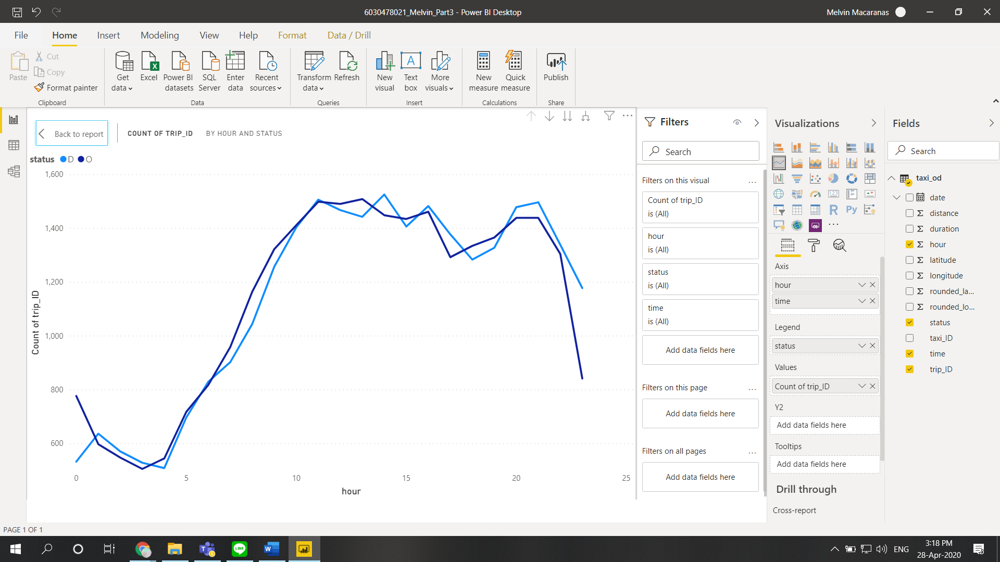 6030478021_Melvin_Part3 - Power BI Desktop
Melvin Macaranas
File Home Insert Modeling View Help Format Data / Drill
Paste
Cut
Copy
Format painter
Clipboard
Get data
Excel
Power BI datasets
SQL Server
Enter data
Recent sources
Data
Transform data
Refresh
Queries
New visual
Text box
More visuals
Insert
New measure
Quick measure
Calculations
Publish
Share
Back to report
COUNT OF TRIP_ID
BY HOUR AND STATUS
status D O
1,600
1,400
1,200
1,000
800
600
Count of trip_ID
0 5 10 15 20 25
hour
Filters
Search
Filters on this visual ...
Count of trip_ID
is (All)
hour
is (All)
status
is (All)
time
is (All)
Add data fields here
Filters on this page ...
Add data fields here
Filters on all pages ...
Add data fields here
Visualizations
123
R
Py
...
Axis
hour
time
Legend
status
Values
Count of trip_ID
Y2
Add data fields here
Tooltips
Add data fields here
Drill through
Cross-report
Fields
Search
taxi_od
date
distance
duration
hour
latitude
longitude
rounded_la...
rounded_lo...
status
taxi_ID
time
trip_ID
PAGE 1 OF 1
LINE
ENG
3:18 PM
28-Apr-2020